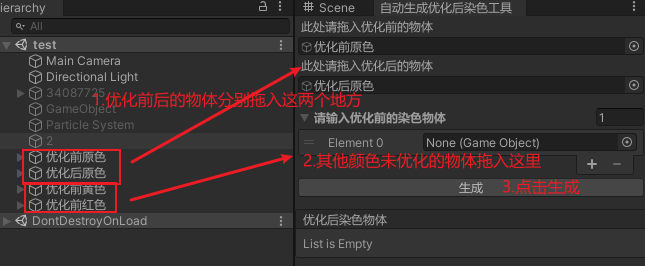 ierarchy
All
test
Main Camera
Directional Light
34087725
GameObject
Particle System
2
优化前原色
优化后原色
优化前黄色
优化前红色
DontDestroyOnLoad
1.优化前后的物体分别拖入这两个地方
Scene
自动生成优化后染色工具
此处请拖入优化前的物体
优化前原色
此处请拖入优化后的物体
优化后原色
请输入优化前的染色物体
1
Element 0
None (Game Object)
2.其他颜色未优化的物体拖入这里
生成
3.点击生成
优化后染色物体
List is Empty